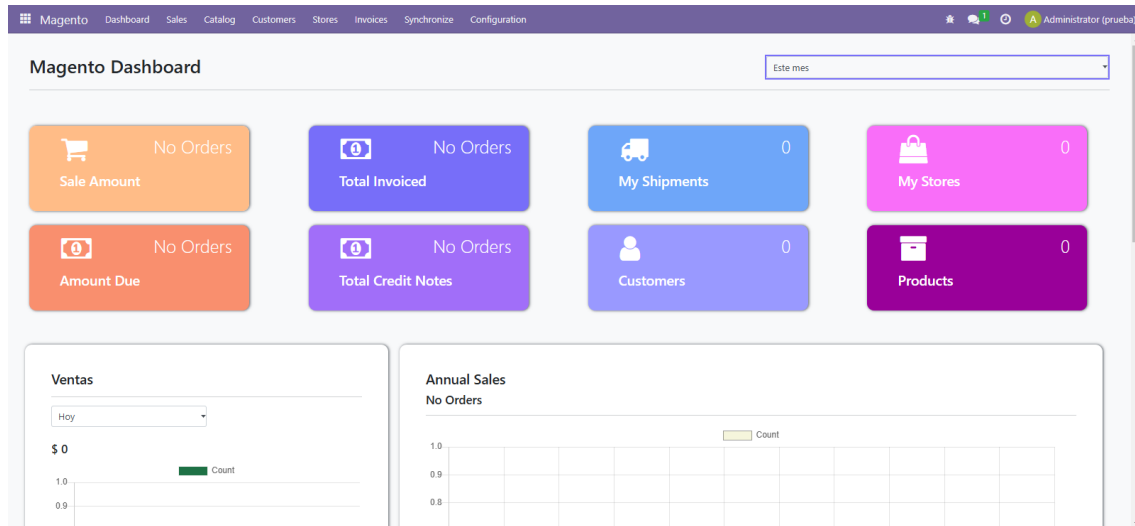 Magento Dashboard Sales Catalog Customers Stores Invoices Synchronize Configuration 1 A Administrator (prueba)
Magento Dashboard
Este mes
No Orders
Sale Amount
No Orders
Total Invoiced
0
My Shipments
0
My Stores
No Orders
Amount Due
No Orders
Total Credit Notes
0
Customers
0
Products
Ventas
Hoy
$ 0
Count
1.0
0.9
Annual Sales
No Orders
Count
1.0
0.9
0.8